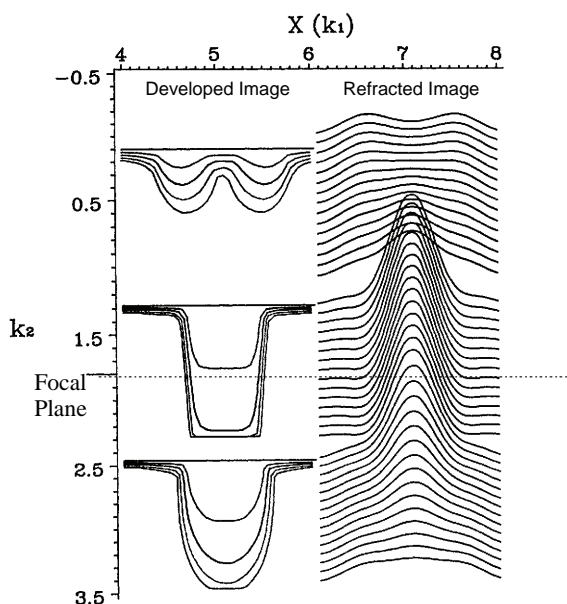 X (k₁)
4 5 6 7 8
Developed Image Refracted Image
-0.5
0.5
1.5
k₂
Focal
Plane
2.5
3.5